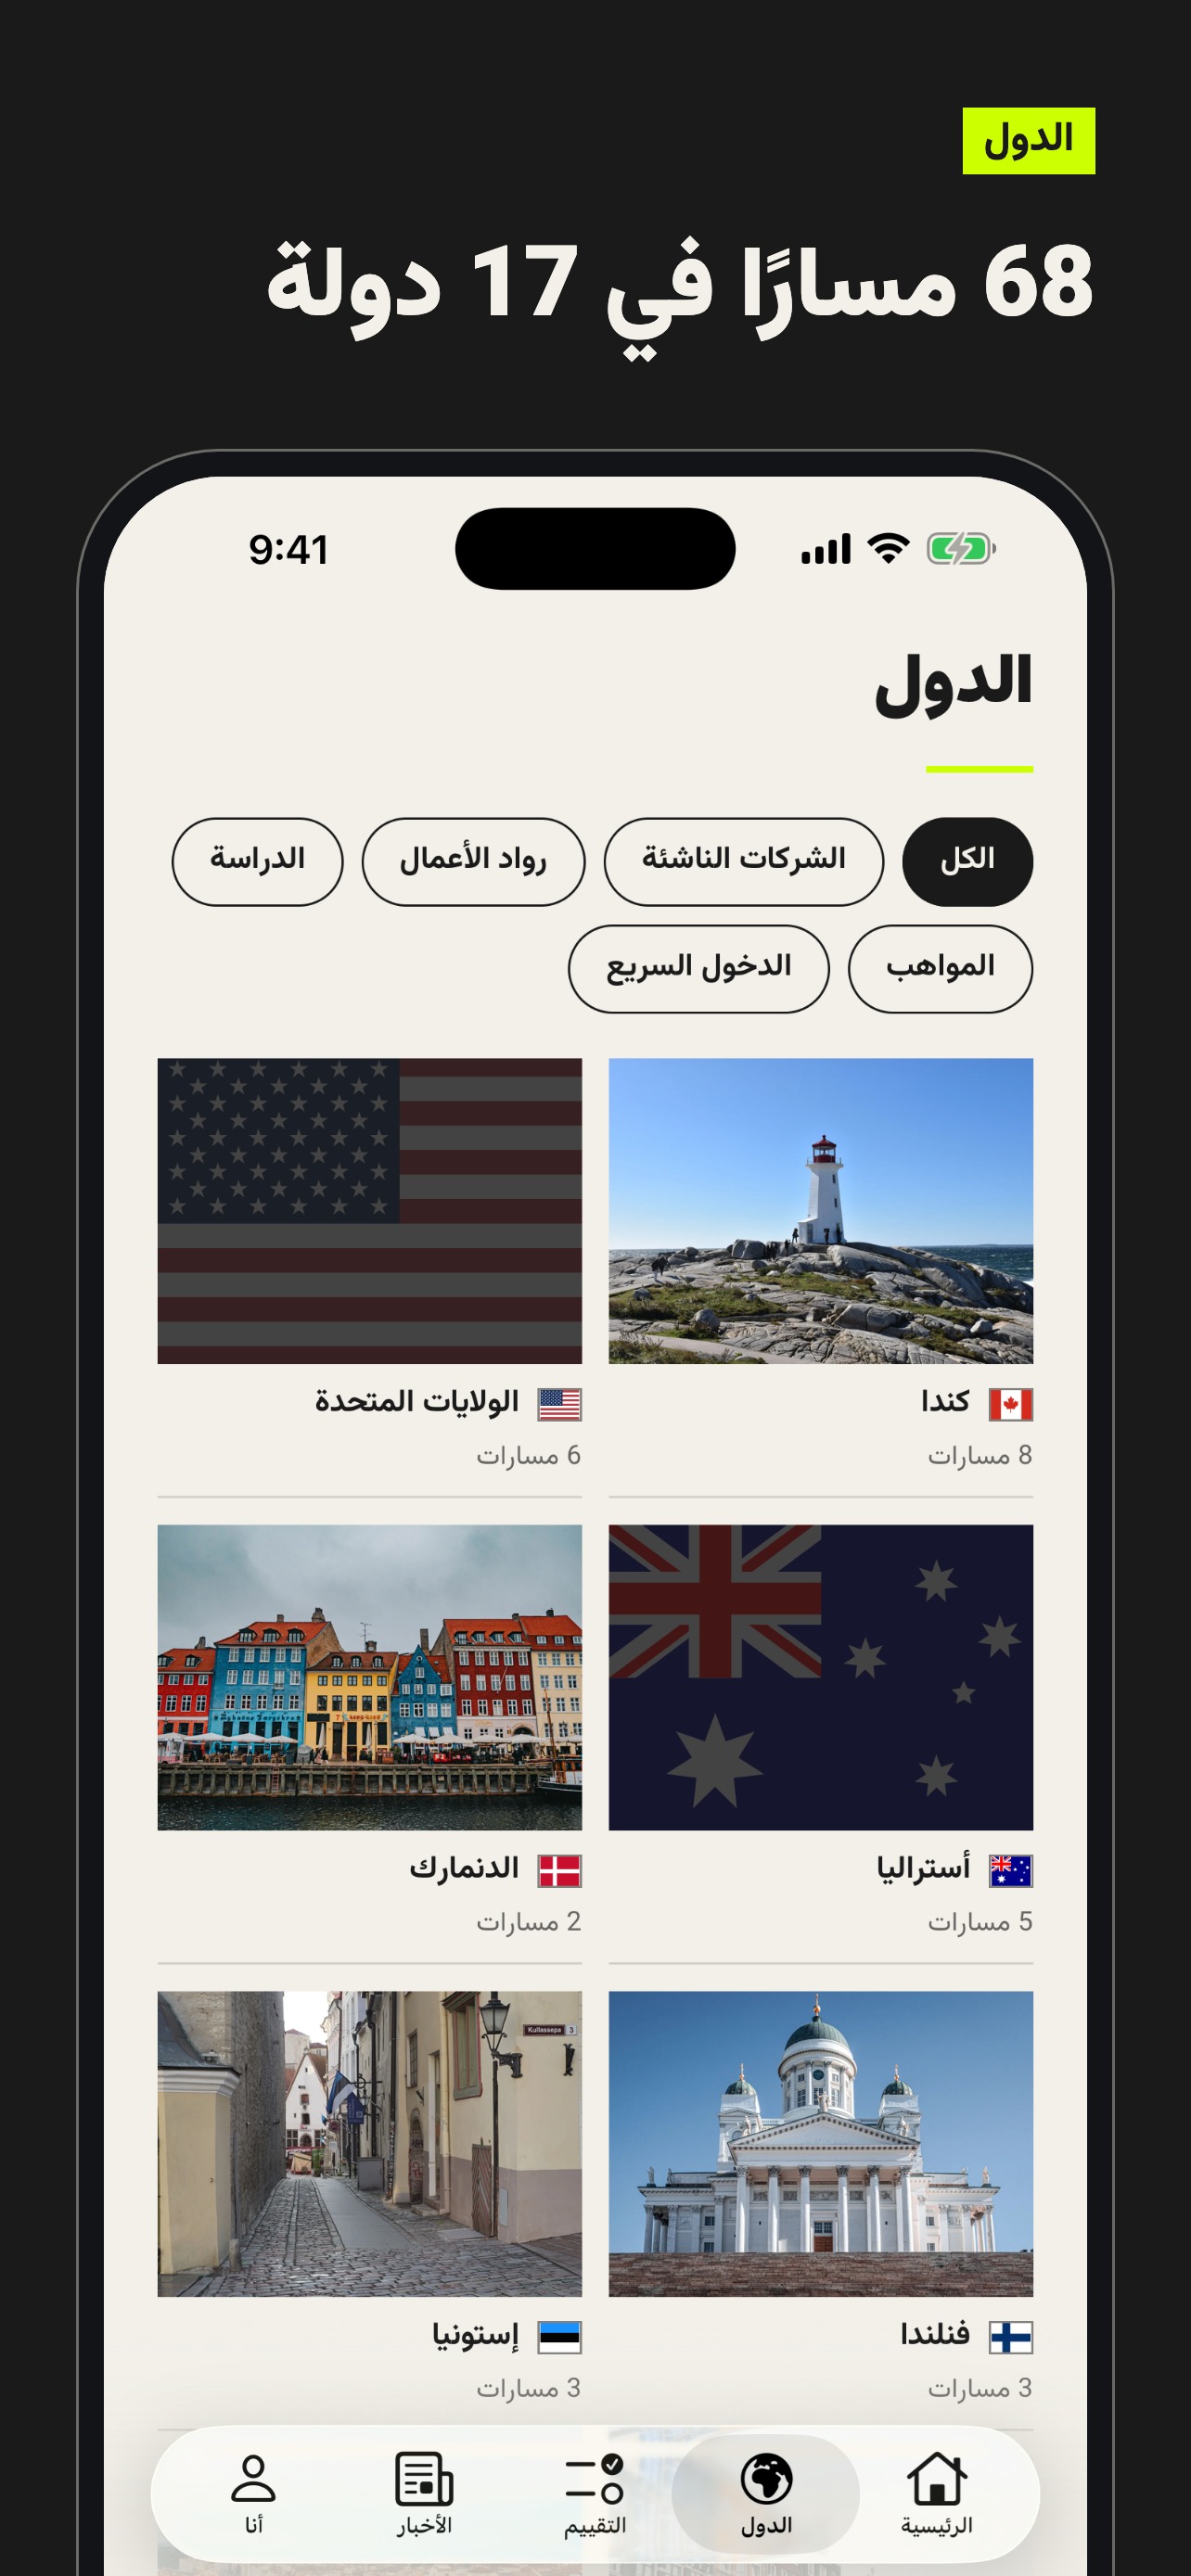 الدول
68 مسارًا في 17 دولة
9:41
الدول
الكل
الشركات الناشئة
رواد الأعمال
الدراسة
المواهب
الدخول السريع
كندا
8 مسارات
الولايات المتحدة
6 مسارات
أستراليا
5 مسارات
الدنمارك
2 مسارات
فنلندا
3 مسارات
Kullassepa 3
إستونيا
3 مسارات
الرئيسية
الدول
التقييم
الأخبار
أنا